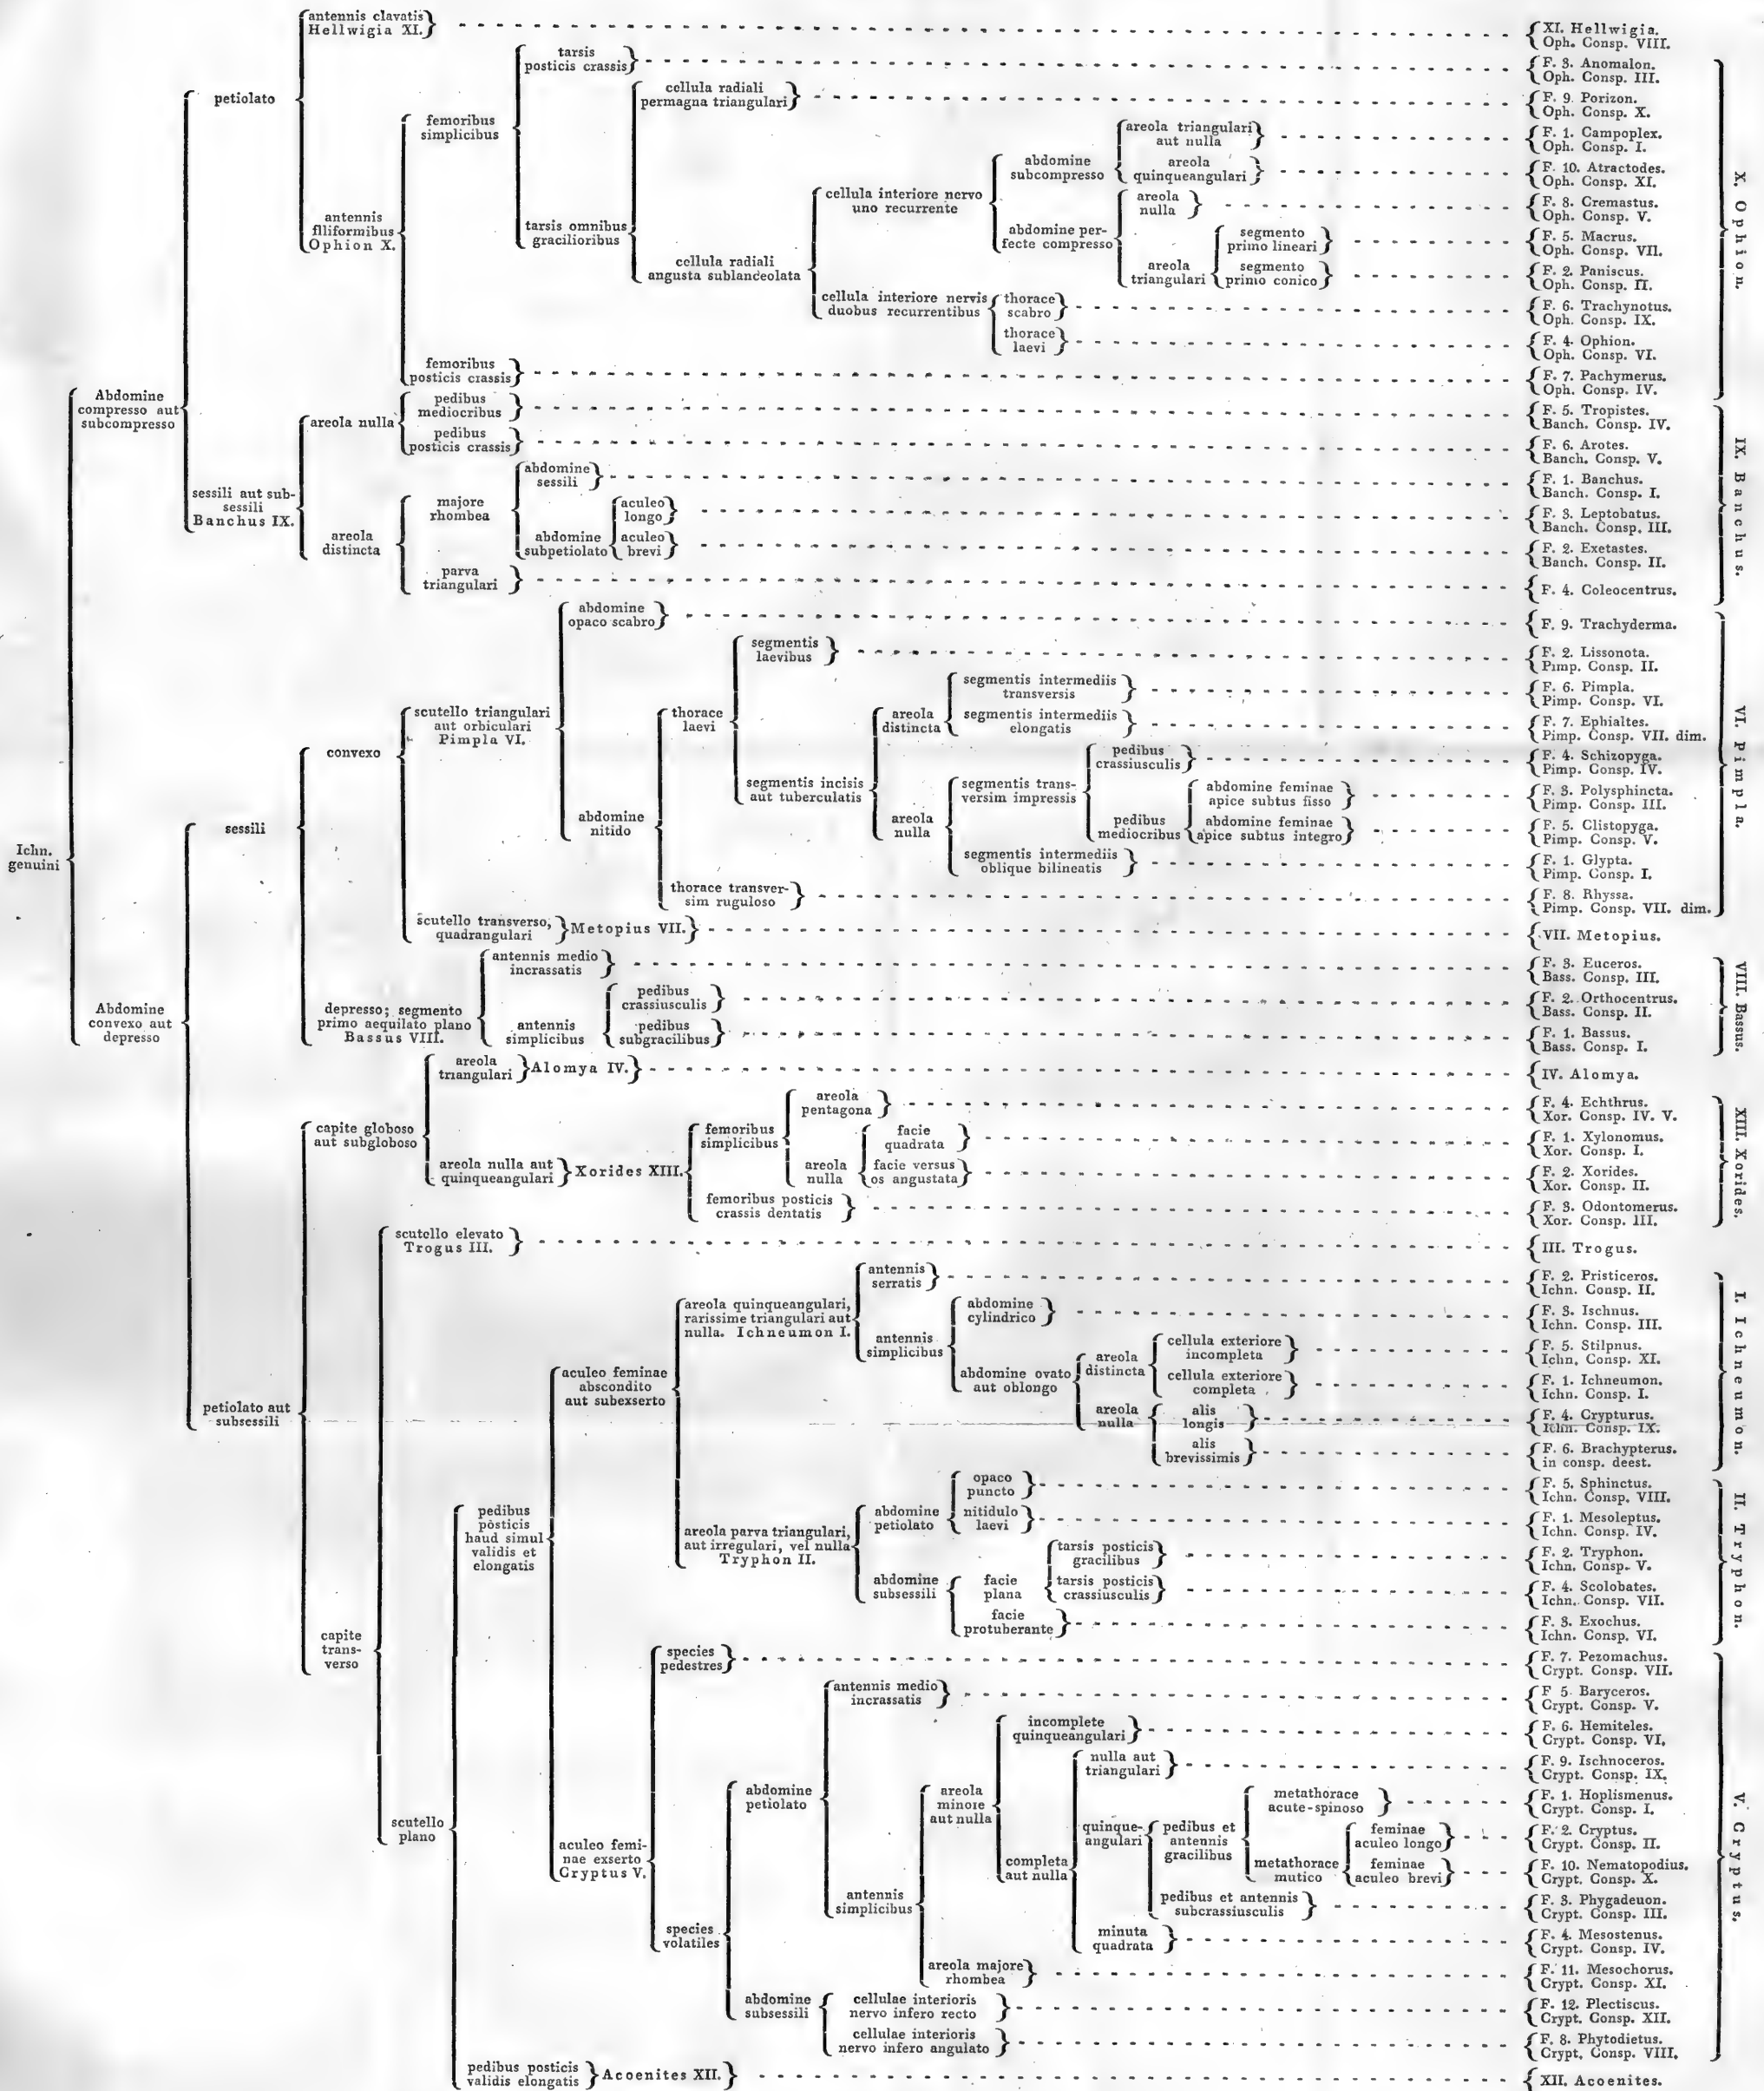 antennis clavatis
Hellwigia XI.
XI. Hellwigia.
Oph. Consp. VIII.
tarsis
posticis crassis
F. 3. Anomalon.
Oph. Consp. III.
petiolato
cellula radiali
permagna triangulari
F. 9. Porizon.
Oph. Consp. X.
femoribus
simplicibus
areola triangulari
aut nulla
F. 1. Campoplex.
Oph. Consp. I.
abdomine
subcompresso
areola
quinqueangulari
F. 10. Atractodes.
Oph. Consp. XI.
cellula interiore nervo
uno recurrente
areola
nulla
F. 8. Cremastus.
Oph. Consp. V.
antennis
filiformibus
Ophion X.
tarsis omnibus
gracilioribus
abdomine per-
fecte compresso
segmento
primo lineari
F. 5. Macrus.
Oph. Consp. VII.
cellula radiali
angusta sublanceolata
areola
triangulari
segmento
primo conico
F. 2. Paniscus.
Oph. Consp. II.
cellula interiore nervis
duobus recurrentibus
thorace
scabro
F. 6. Trachynotus.
Oph. Consp. IX.
thorace
laevi
F. 4. Ophion.
Oph. Consp. VI.
femoribus
posticis crassis
F. 7. Pachymerus.
Oph. Consp. IV.
X. Ophion.
Abdomine
compresso aut
subcompresso
areola nulla
pedibus
mediocribus
F. 5. Tropistes.
Banch. Consp. IV.
pedibus
posticis crassis
F. 6. Arotes.
Banch. Consp. V.
sessili aut sub-
sessili
Banchus IX.
abdomine
sessili
F. 1. Banchus.
Banch. Consp. I.
majore
rhombea
aculeo
longo
F. 3. Leptobatus.
Banch. Consp. III.
areola
distincta
abdomine
subpetiolato
aculeo
brevi
F. 2. Exetastes.
Banch. Consp. II.
parva
triangulari
F. 4. Coleocentrus.
IX. Banchus.
abdomine
opaco scabro
F. 9. Trachyderma.
segmentis
laevibus
F. 2. Lissonota.
Pimp. Consp. II.
segmentis intermediis
transversis
F. 6. Pimpla.
Pimp. Consp. VI.
scutello triangulari
aut orbiculari
Pimpla VI.
thorace
laevi
areola
distincta
segmentis intermediis
elongatis
F. 7. Ephialtes.
Pimp. Consp. VII. dim.
convexo
pedibus
crassiusculis
F. 4. Schizopyga.
Pimp. Consp. IV.
segmentis incisis
aut tuberculatis
segmentis trans-
versim impressis
abdomine feminae
apice subtus fisso
F. 3. Polysphincta.
Pimp. Consp. III.
sessili
abdomine
nitido
areola
nulla
pedibus
mediocribus
abdomine feminae
apice subtus integro
F. 5. Clistopyga.
Pimp. Consp. V.
Ichn.
genuini
segmentis intermediis
oblique bilineatis
F. 1. Glypta.
Pimp. Consp. I.
thorace transver-
sim ruguloso
F. 8. Rhyssa.
Pimp. Consp. VII. dim.
VI. Pimpla.
scutello transverso,
quadrangulari
Metopius VII.
VII. Metopius.
antennis medio
incrassatis
F. 3. Euceros.
Bass. Consp. III.
Abdomine
convexo aut
depresso
depresso; segmento
primo aequilato plano
Bassus VIII.
pedibus
crassiusculis
F. 2. Orthocentrus.
Bass. Consp. II.
antennis
simplicibus
pedibus
subgracilibus
F. 1. Bassus.
Bass. Consp. I.
VIII. Bassus.
areola
triangulari
Alomya IV.
IV. Alomya.
capite globoso
aut subgloboso
areola
pentagona
F. 4. Echthrus.
Xor. Consp. IV. V.
femoribus
simplicibus
facie
quadrata
F. 1. Xylonomus.
Xor. Consp. I.
areola nulla aut
quinqueangulari
Xorides XIII.
areola
nulla
facie versus
os angustata
F. 2. Xorides.
Xor. Consp. II.
femoribus posticis
crassis dentatis
F. 3. Odontomerus.
Xor. Consp. III.
XIII. Xorides.
scutello elevato
Trogus III.
III. Trogus.
antennis
serratis
F. 2. Pristiceros.
Ichn. Consp. II.
areola quinqueangulari,
rarissime triangulari aut
nulla. Ichneumon I.
abdomine
cylindrico
F. 3. Ischnus.
Ichn. Consp. III.
antennis
simplicibus
cellula exteriore
incompleta
F. 5. Stilpnus.
Ichn. Consp. XI.
aculeo feminae
abscondito
aut subexserto
abdomine ovato
aut oblongo
areola
distincta
cellula exteriore
completa
F. 1. Ichneumon.
Ichn. Consp. I.
petiolato aut
subsessili
areola
nulla
alis
longis
F. 4. Crypturus.
Ichn. Consp. IX.
alis
brevissimis
F. 6. Brachypterus.
in consp. deest.
I. Ichneumon.
opaco
puncto
F. 5. Sphinctus.
Ichn. Consp. VIII.
pedibus
posticis
haud simul
validis et
elongatis
areola parva triangulari,
aut irregulari, vel nulla
Tryphon II.
abdomine
petiolato
nitidulo
laevi
F. 1. Mesoleptus.
Ichn. Consp. IV.
tarsis posticis
gracilibus
F. 2. Tryphon.
Ichn. Consp. V.
abdomine
subsessili
facie
plana
tarsis posticis
crassiusculis
F. 4. Scolobates.
Ichn. Consp. VII.
facie
protuberante
F. 3. Exochus.
Ichn. Consp. VI.
II. Tryphon.
capite
trans-
verso
species
pedestres
F. 7. Pezomachus.
Crypt. Consp. VII.
antennis medio
incrassatis
F 5. Baryceros.
Crypt. Consp. V.
incomplete
quinqueangulari
F. 6. Hemiteles.
Crypt. Consp. VI.
nulla aut
triangulari
F. 9. Ischnoceros.
Crypt. Consp. IX.
abdomine
petiolato
areola
minore
aut nulla
metathorace
acute-spinoso
F. 1. Hoplismenus.
Crypt. Consp. I.
scutello
plano
quinque-
angulari
pedibus et
antennis
gracilibus
feminae
aculeo longo
F. 2. Cryptus.
Crypt. Consp. II.
aculeo femi-
nae exserto
Cryptus V.
completa
aut nulla
metathorace
mutico
feminae
aculeo brevi
F. 10. Nematopodius.
Crypt. Consp. X.
antennis
simplicibus
pedibus et antennis
subcrassiusculis
F. 3. Phygadeuon.
Crypt. Consp. III.
species
volatiles
minuta
quadrata
F. 4. Mesostenus.
Crypt. Consp. IV.
areola majore
rhombea
F. 11. Mesochorus.
Crypt. Consp. XI.
abdomine
subsessili
cellulae interioris
nervo infero recto
F. 12. Plectiscus.
Crypt. Consp. XII.
cellulae interioris
nervo infero angulato
F. 8. Phytodietus.
Crypt. Consp. VIII.
V. Cryptus.
pedibus posticis
validis elongatis
Acoenites XII.
XII. Acoenites.